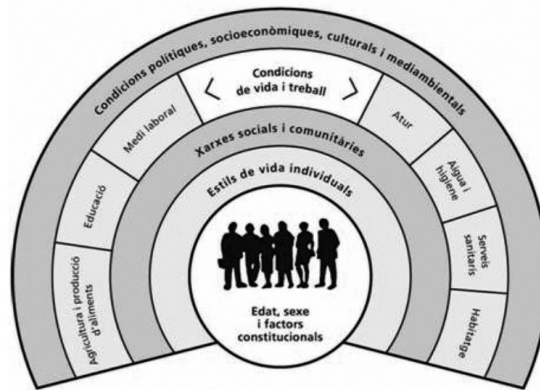 Condicions polítiques, socioeconòmiques, culturals i mediambientals
Condicions
de vida i treball
Medi laboral
Educació
Agricultura i producció
d'aliments
Atur
Aigua i
higiene
Serveis
sanitaris
Habitatge
Xarxes socials i comunitàries
Estils de vida individuals
Edat, sexe
i factors
constitucionals